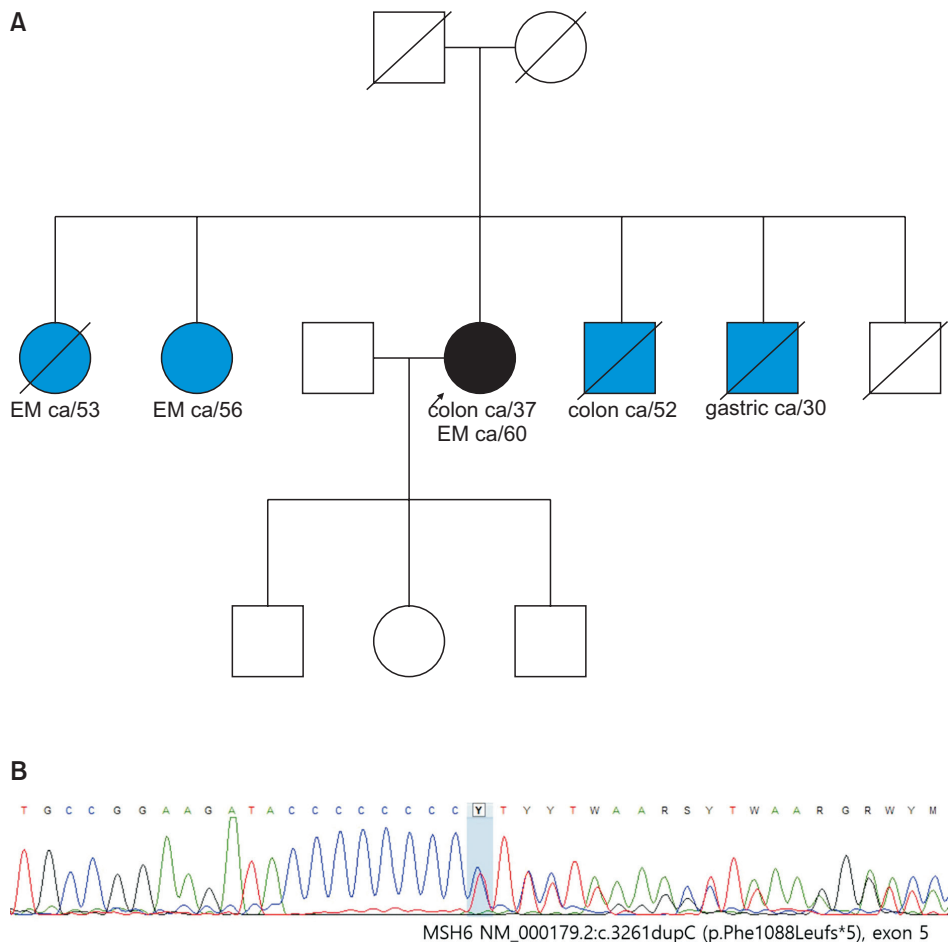 A
EM ca/53
EM ca/56
colon ca/37
EM ca/60
colon ca/52
gastric ca/30
B
T G C C G G A A G A T A C C C C C C C C Y T Y Y T W A A R S Y T W A A R G R W Y M
MSH6 NM_000179.2:c.3261dupC (p.Phe1088Leufs*5), exon 5